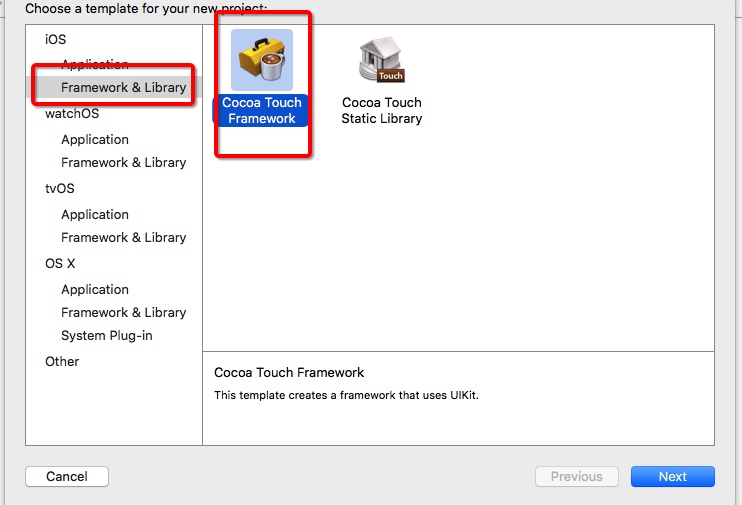 Choose a template for your new project:
iOS
Application
Framework & Library
watchOS
Application
Framework & Library
tvOS
Application
Framework & Library
OS X
Application
Framework & Library
System Plug-in
Other
Cocoa Touch
Framework
Touch
Cocoa Touch
Static Library
Cocoa Touch Framework
This template creates a framework that uses UIKit.
Cancel
Previous
Next